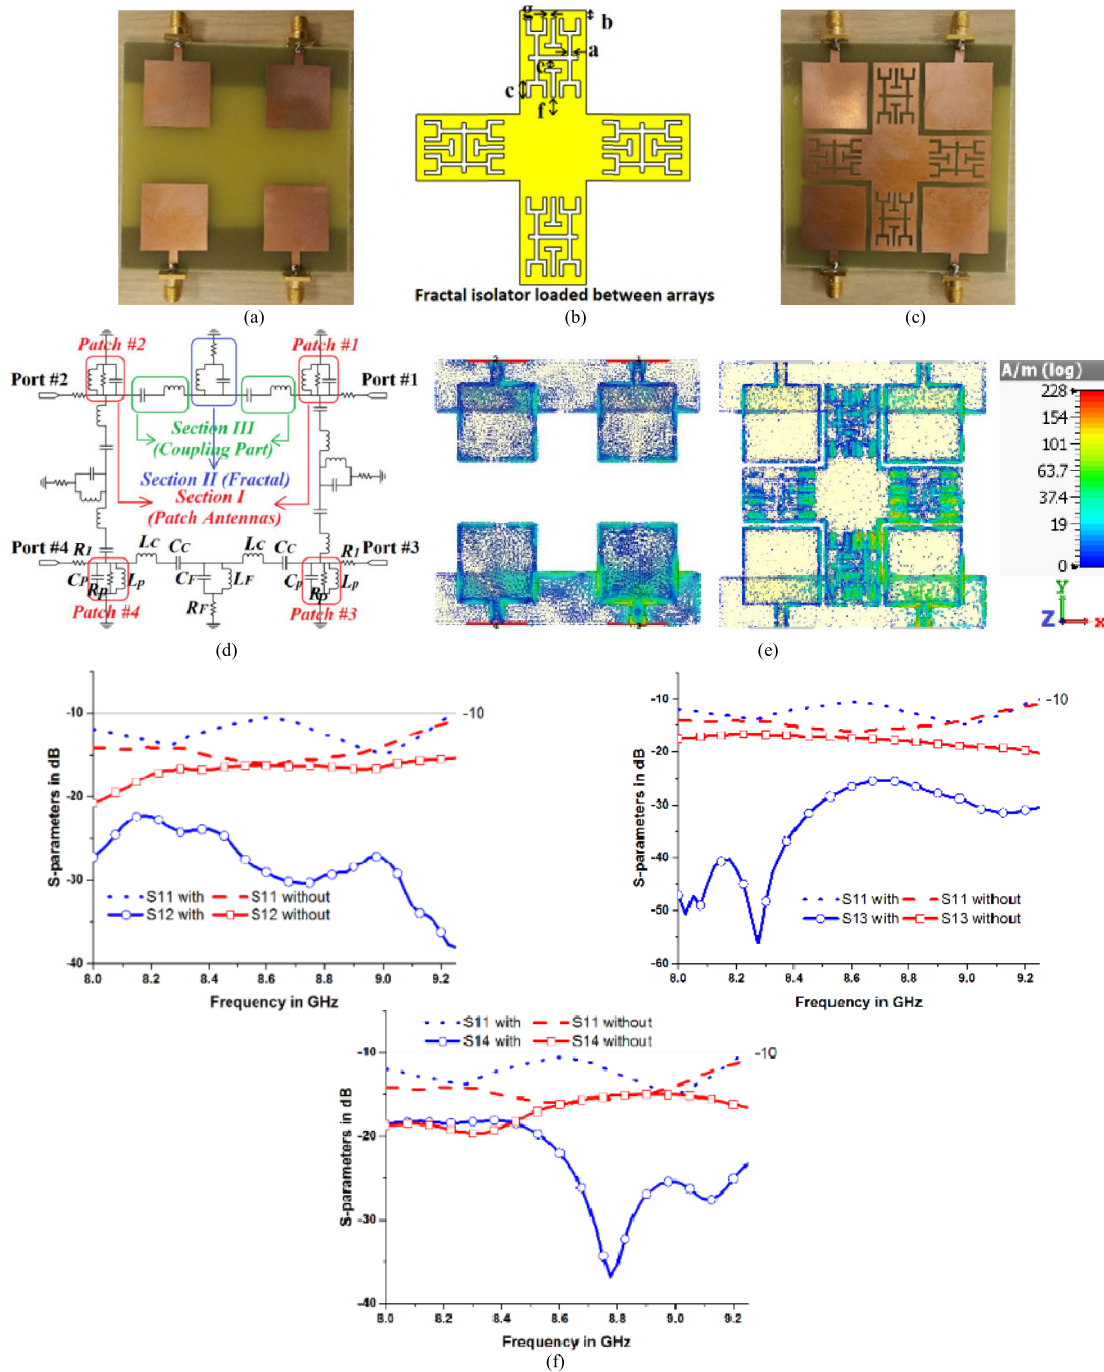 (a)
g
b
a
e
c
f
Fractal isolator loaded between arrays
(b)
(c)
Patch #2
Patch #1
Port #2
Port #1
Section III
(Coupling Part)
Section II (Fractal)
Section I
(Patch Antennas)
Port #4
R1
LC
CC
LC
CC
R1
Port #3
CP
RP
LP
CF
LF
CP
RP
LP
Patch #4
RF
Patch #3
(d)
A/m (log)
228
154
101
63.7
37.4
19
0
Y
Z
x
(e)
S-parameters in dB
-10
-20
-30
-40
-10
S11 with
S11 without
S12 with
S12 without
8.0
8.2
8.4
8.6
8.8
9.0
9.2
Frequency in GHz
S-parameters in dB
-10
-20
-30
-40
-50
-60
-10
S11 with
S11 without
S13 with
S13 without
8.0
8.2
8.4
8.6
8.8
9.0
9.2
Frequency in GHz
S11 with
S11 without
S14 with
S14 without
S-parameters in dB
-10
-20
-30
-40
-10
8.0
8.2
8.4
8.6
8.8
9.0
9.2
Frequency in GHz
(f)